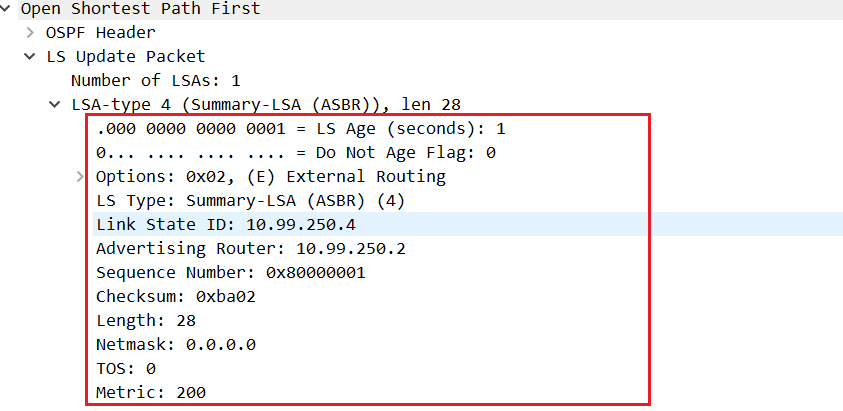 Open Shortest Path First
OSPF Header
LS Update Packet
Number of LSAs: 1
LSA-type 4 (Summary-LSA (ASBR)), len 28
.000 0000 0000 0001 = LS Age (seconds): 1
0... .... .... .... = Do Not Age Flag: 0
Options: 0x02, (E) External Routing
LS Type: Summary-LSA (ASBR) (4)
Link State ID: 10.99.250.4
Advertising Router: 10.99.250.2
Sequence Number: 0x80000001
Checksum: 0xba02
Length: 28
Netmask: 0.0.0.0
TOS: 0
Metric: 200